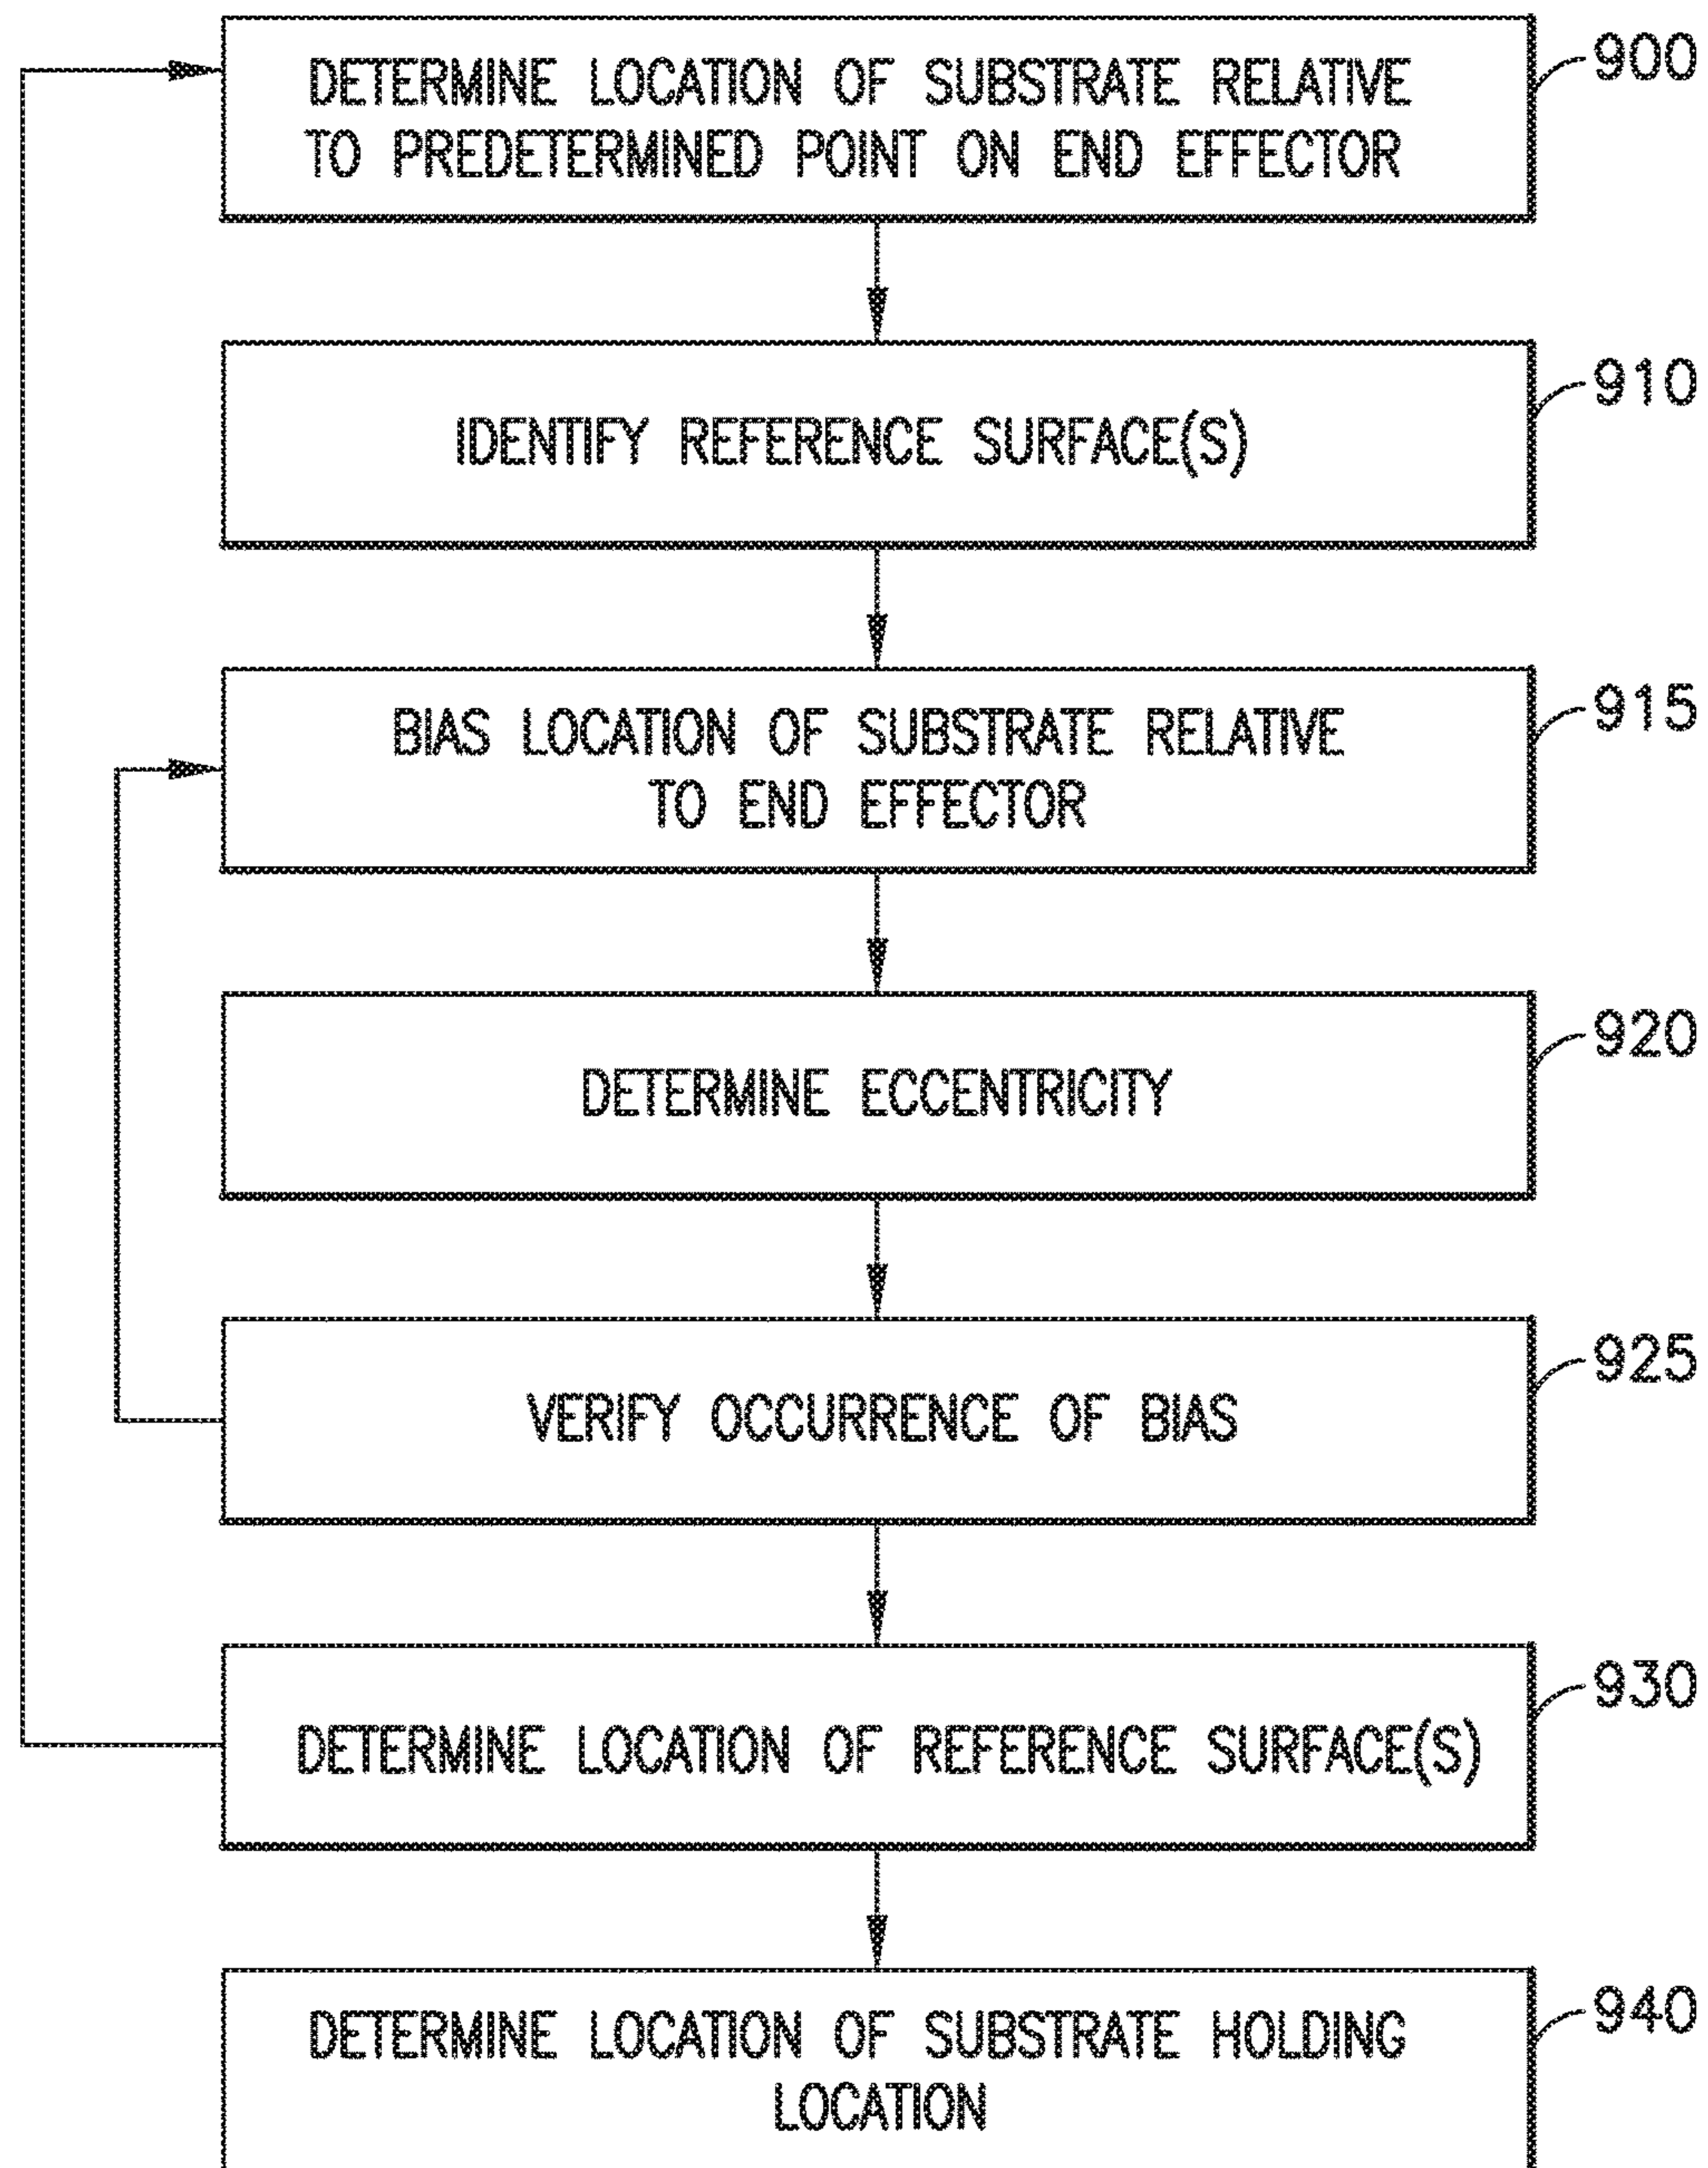 DETERMINE LOCATION OF SUBSTRATE RELATIVE
TO PREDETERMINED POINT ON END EFFECTOR
900
IDENTIFY REFERENCE SURFACE(S)
910
BIAS LOCATION OF SUBSTRATE RELATIVE
TO END EFFECTOR
915
DETERMINE ECCENTRICITY
920
VERIFY OCCURRENCE OF BIAS
925
DETERMINE LOCATION OF REFERENCE SURFACE(S)
930
DETERMINE LOCATION OF SUBSTRATE HOLDING
LOCATION
940